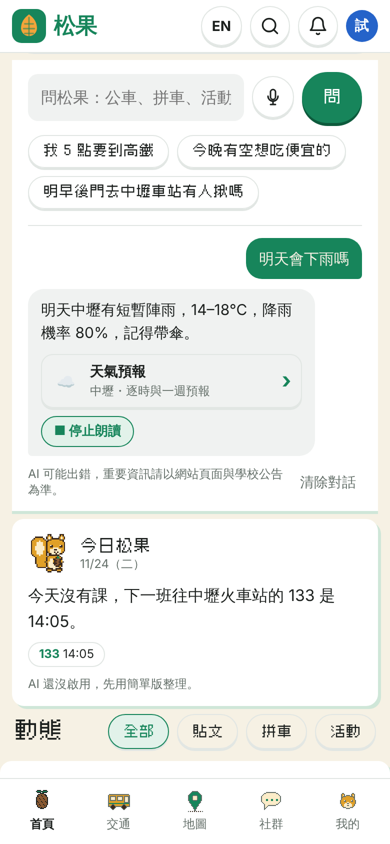 松果
EN
試
問松果：公車、拼車、活動
問
我 5 點要到高鐵
今晚有空想吃便宜的
明早後門去中壢車站有人揪嗎
明天會下雨嗎
明天中壢有短暫陣雨，14–18°C，降雨
機率 80%，記得帶傘。
天氣預報
中壢・逐時與一週預報
停止朗讀
AI 可能出錯，重要資訊以網站頁面與學校公告
為準。
清除對話
今日松果
11/24（二）
今天沒有課，下一班往中壢火車站的 133 是
14:05。
133 14:05
AI 還沒啟用，先用簡單版整理。
動態
全部
貼文
拼車
活動
首頁
交通
地圖
社群
我的